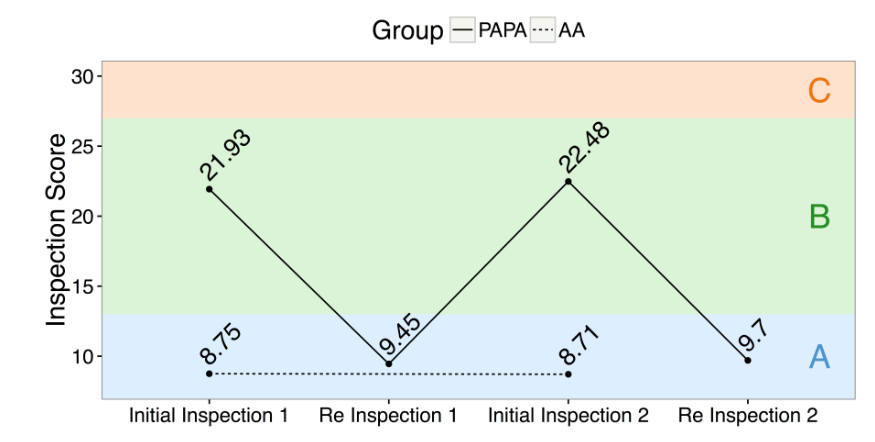 Group PAPA AA
30
25
20
15
10
Inspection Score
C
B
A
21.93
9.45
22.48
9.7
8.75
8.71
Initial Inspection 1
Re Inspection 1
Initial Inspection 2
Re Inspection 2